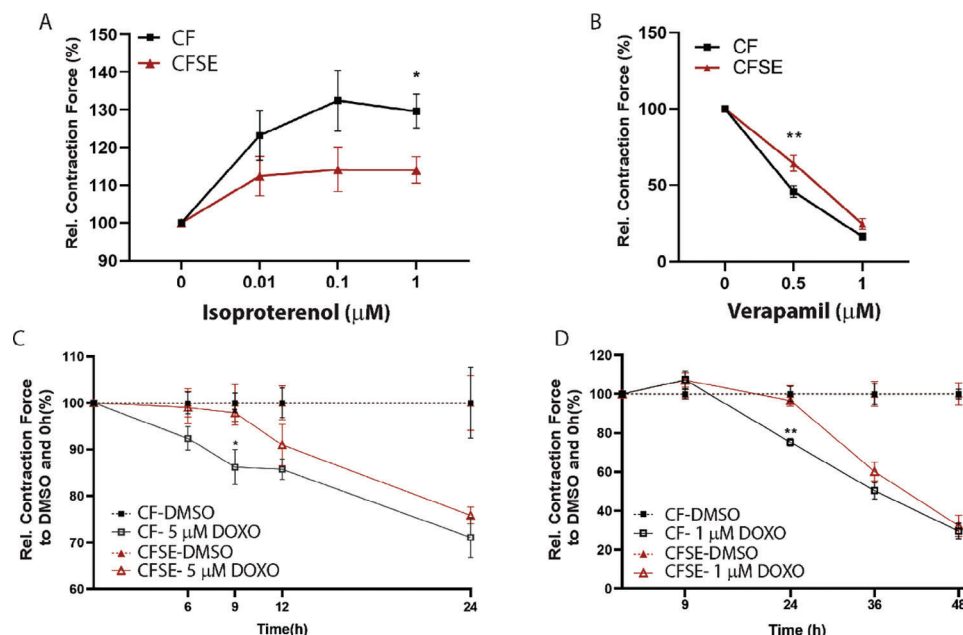 A
CF
CFSE
Rel. Contraction Force (%)
140
130
120
110
100
90
*
0
0.01
0.1
1
Isoproterenol (μM)
B
CF
CFSE
Rel. Contraction Force (%)
150
100
50
0
**
0
0.5
1
Verapamil (μM)
C
Rel. Contraction Force
to DMSO and 0h(%)
110
100
90
80
70
60
*
CF-DMSO
CF- 5 μM DOXO
CFSE-DMSO
CFSE- 5 μM DOXO
6
9
12
24
Time(h)
D
Rel. Contraction Force
to DMSO and 0h(%)
120
100
80
60
40
20
0
**
CF-DMSO
CF- 1 μM DOXO
CFSE-DMSO
CFSE- 1 μM DOXO
9
24
36
48
Time (h)